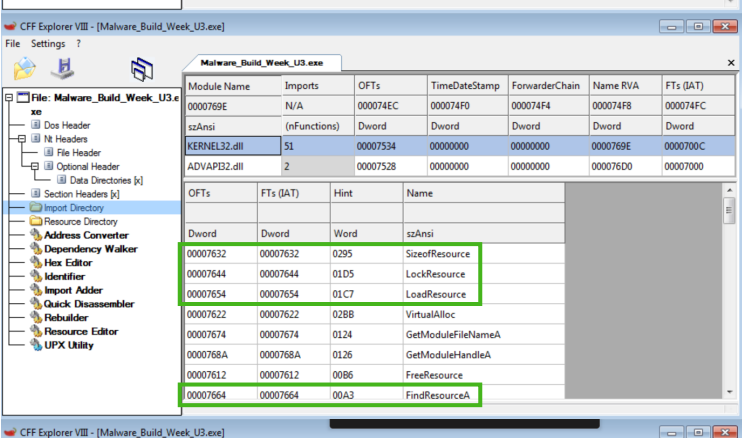 CFF Explorer VIII - [Malware_Build_Week_U3.exe]
File Settings ?
Malware_Build_Week_U3.exe
File: Malware_Build_Week_U3.e
xe
Dos Header
Nt Headers
File Header
Optional Header
Data Directories [x]
Section Headers [x]
Import Directory
Resource Directory
Address Converter
Dependency Walker
Hex Editor
Identifier
Import Adder
Quick Disassembler
Rebuilder
Resource Editor
UPX Utility
Module Name Imports OFTs TimeDateStamp ForwarderChain Name RVA FTs (IAT)
0000769E N/A 000074EC 000074F0 000074F4 000074F8 000074FC
szAnsi (nFunctions) Dword Dword Dword Dword Dword
KERNEL32.dll 51 00007534 00000000 00000000 0000769E 0000700C
ADVAPI32.dll 2 00007528 00000000 00000000 000076D0 00007000
OFTs FTs (IAT) Hint Name
Dword Dword Word szAnsi
00007632 00007632 0295 SizeofResource
00007644 00007644 01D5 LockResource
00007654 00007654 01C7 LoadResource
00007622 00007622 02BB VirtualAlloc
00007674 00007674 0124 GetModuleFileNameA
0000768A 0000768A 0126 GetModuleHandleA
00007612 00007612 00B6 FreeResource
00007664 00007664 00A3 FindResourceA
CFF Explorer VIII - [Malware_Build_Week_U3.exe]